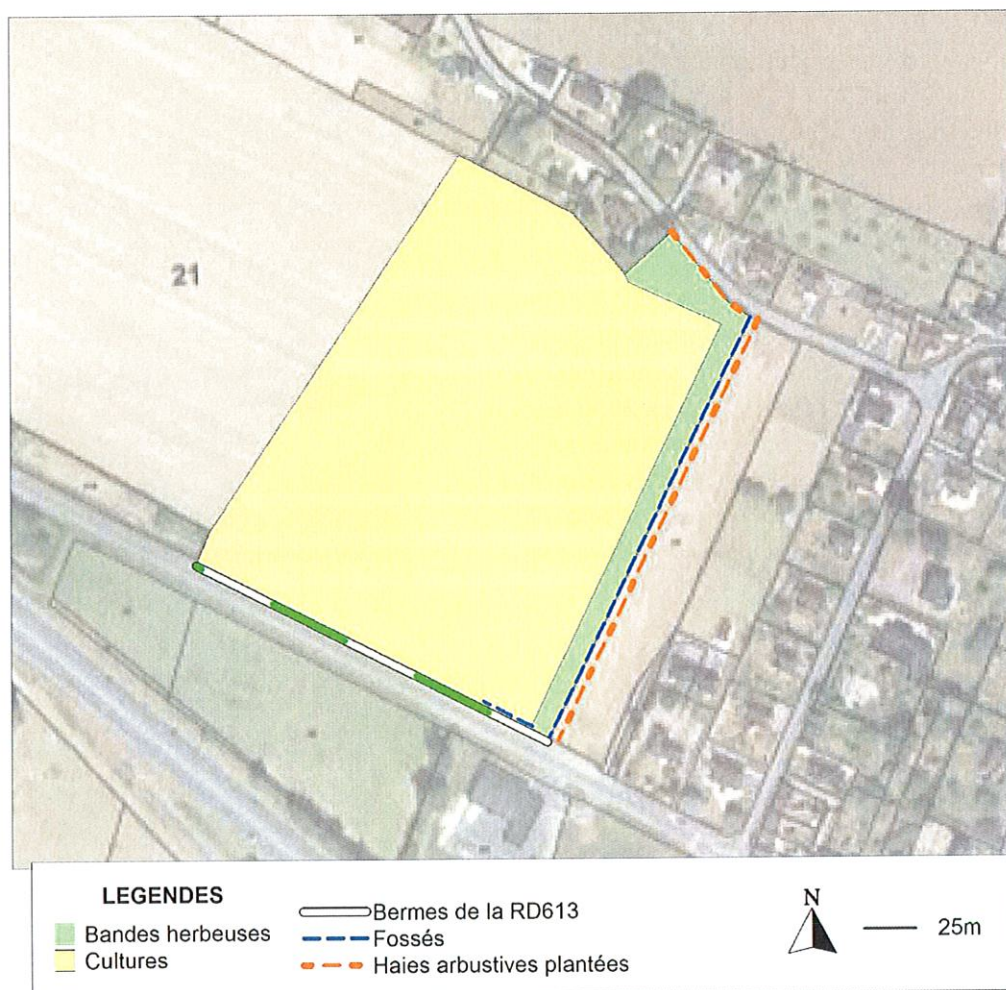 21
LEGENDES
Bandes herbeuses
Cultures
Bermes de la RD613
Fossés
Haies arbustives plantées
N
25m